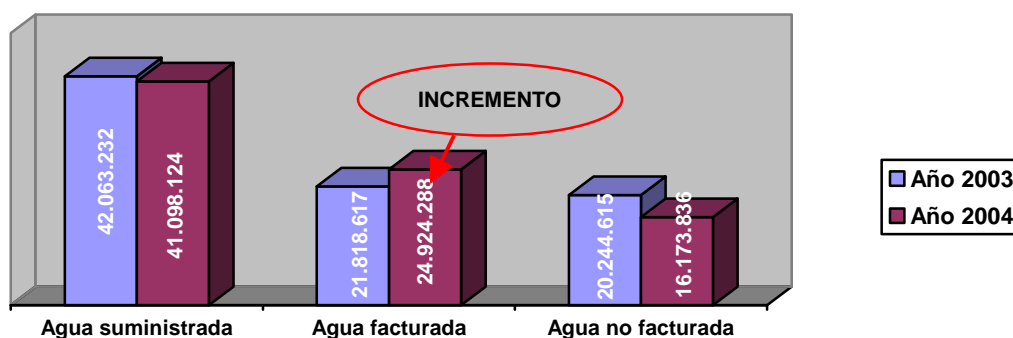 INCREMENTO
42.063.232
41.098.124
21.818.617
24.924.288
20.244.615
16.173.836
Año 2003
Año 2004
Agua suministrada
Agua facturada
Agua no facturada